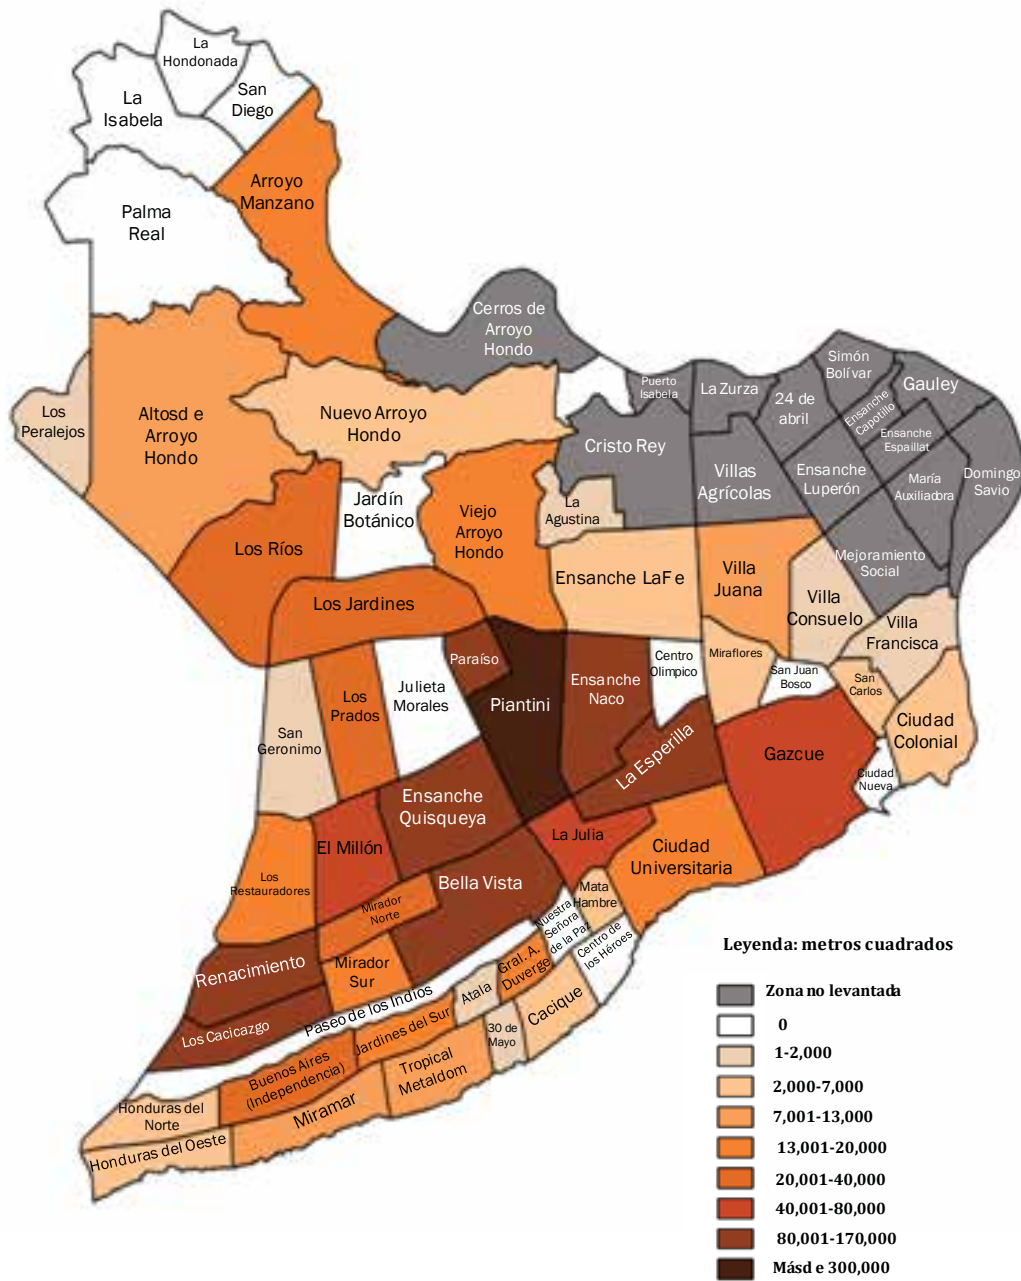 La
Hondonada
San
Diego
La
Isabela
Arroyo
Manzano
Palma
Real
Cerros de
Arroyo
Hondo
Simón
Bolívar
Puerto
Isabela
La Zurza
24 de
abril
Gauley
Ensanche
Capotillo
Ensanche
Espaillat
Los
Peralejos
Altosd e
Arroyo
Hondo
Nuevo Arroyo
Hondo
Cristo Rey
Villas
Agrícolas
Ensanche
Luperón
María
Auxiliadora
Domingo
Savio
Jardín
Botánico
Viejo
Arroyo
Hondo
La
Agustina
Los Ríos
Mejoramiento
Social
Ensanche LaF e
Villa
Juana
Villa
Consuelo
Villa
Francisca
Los Jardines
Paraíso
Centro
Olimpico
Miraflores
San Juan
Bosco
San
Carlos
Julieta
Morales
Los
Prados
San
Geronimo
Piantini
Ensanche
Naco
La Esperilla
Gazcue
Ciudad
Colonial
Ciudad
Nueva
Ensanche
Quisqueya
El Millón
La Julia
Ciudad
Universitaria
Los
Restauradores
Bella Vista
Mirador
Norte
Mata
Hambre
Nuestra
Señora
de la Paz
Centro de
los Héroes
Renacimiento
Mirador
Sur
Gral. A.
Duverge
Paseo de los Indios
Atala
Cacique
Los Cacicazgo
Jardines del Sur
30 de
Mayo
Buenos Aires
(Independencia)
Tropical
Metaldom
Miramar
Honduras del
Norte
Honduras del Oeste
Leyenda: metros cuadrados
Zona no levantada
0
1-2,000
2,000-7,000
7,001-13,000
13,001-20,000
20,001-40,000
40,001-80,000
80,001-170,000
Másd e 300,000